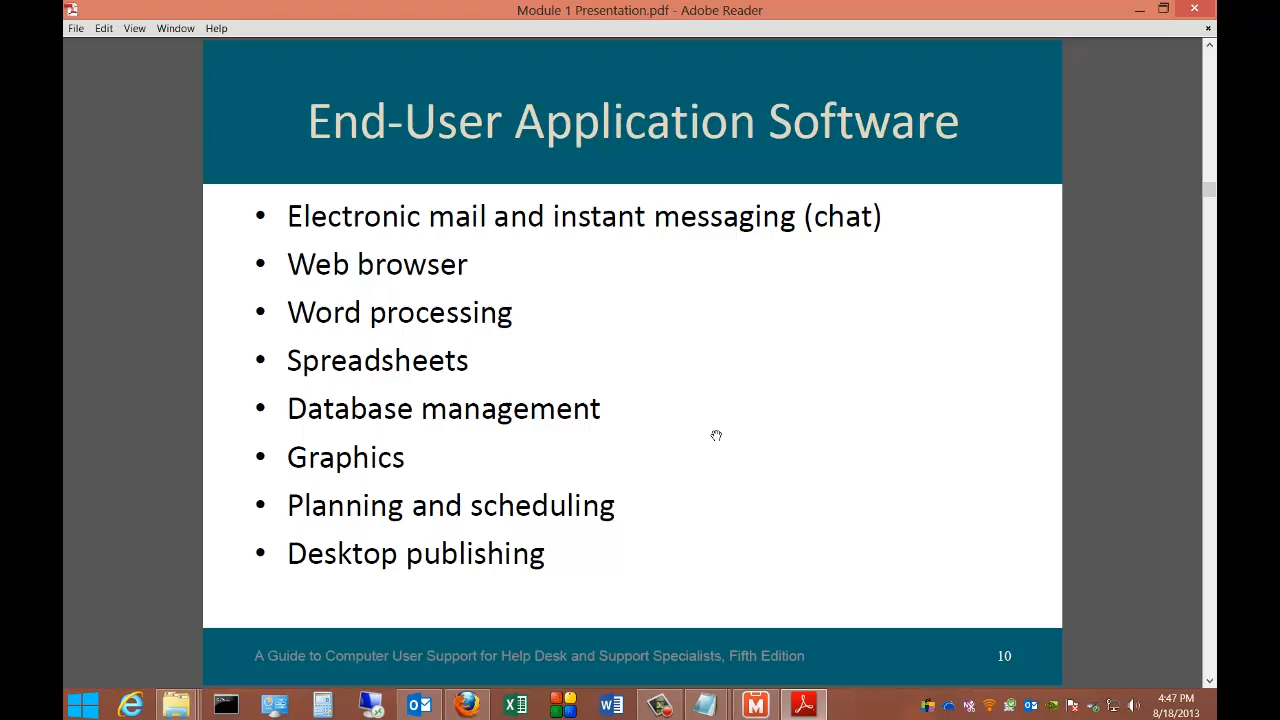 Module 1 Presentation.pdf - Adobe Reader
File Edit View Window Help
End-User Application Software
• Electronic mail and instant messaging (chat)
• Web browser
• Word processing
• Spreadsheets
• Database management
• Graphics
• Planning and scheduling
• Desktop publishing
A Guide to Computer User Support for Help Desk and Support Specialists, Fifth Edition 10
4:47 PM
8/18/2013